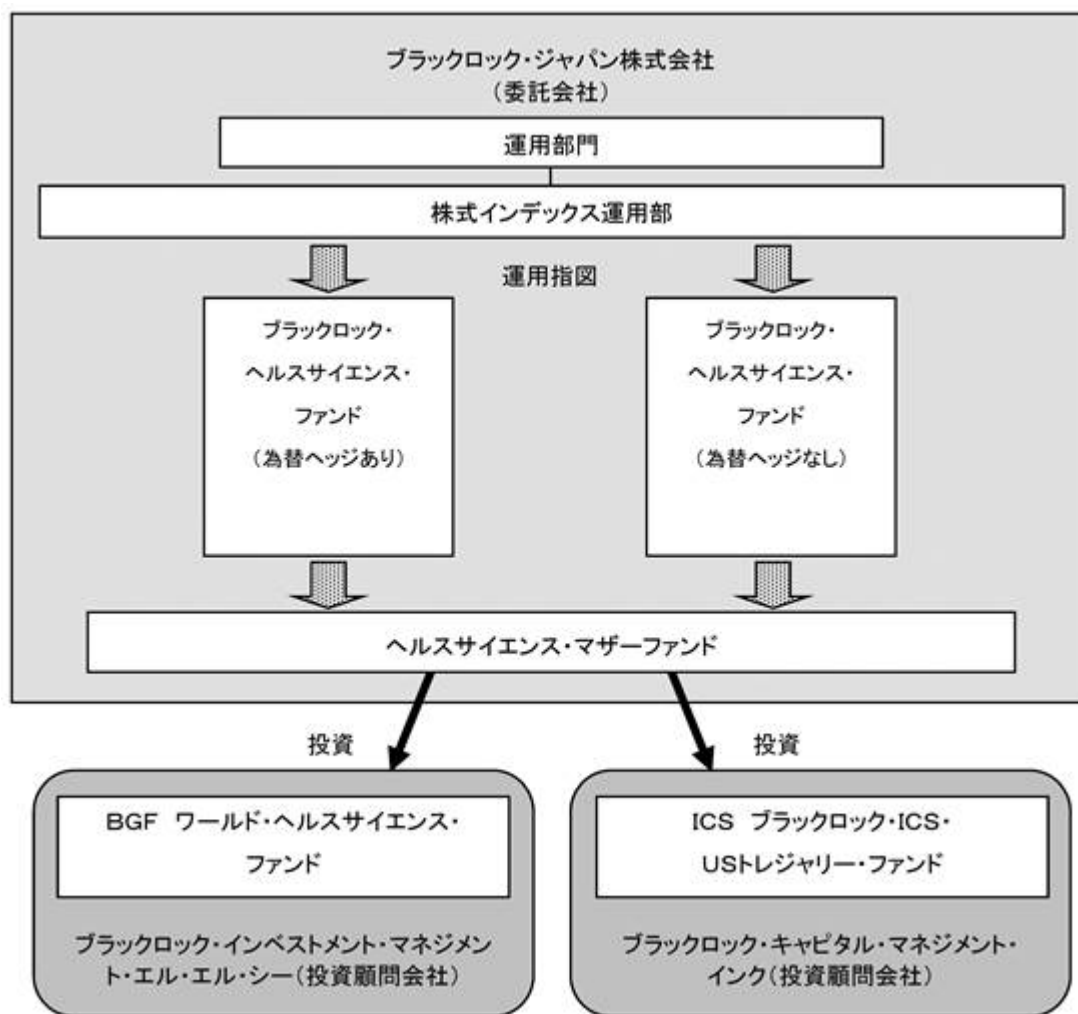 ブラックロック・ジャパン株式会社
（委託会社）
運用部門
株式インデックス運用部
運用指図
ブラックロック・
ヘルスサイエンス・
ファンド
（為替ヘッジあり）
ブラックロック・
ヘルスサイエンス・
ファンド
（為替ヘッジなし）
ヘルスサイエンス・マザーファンド
投資
投資
ＢＧＦ　ワールド・ヘルスサイエンス・
ファンド
ブラックロック・インベストメント・マネジメン
ト・エル・エル・シー（投資顧問会社）
ＩＣＳ　ブラックロック・ＩＣＳ・
ＵＳトレジャリー・ファンド
ブラックロック・キャピタル・マネジメント・
インク（投資顧問会社）